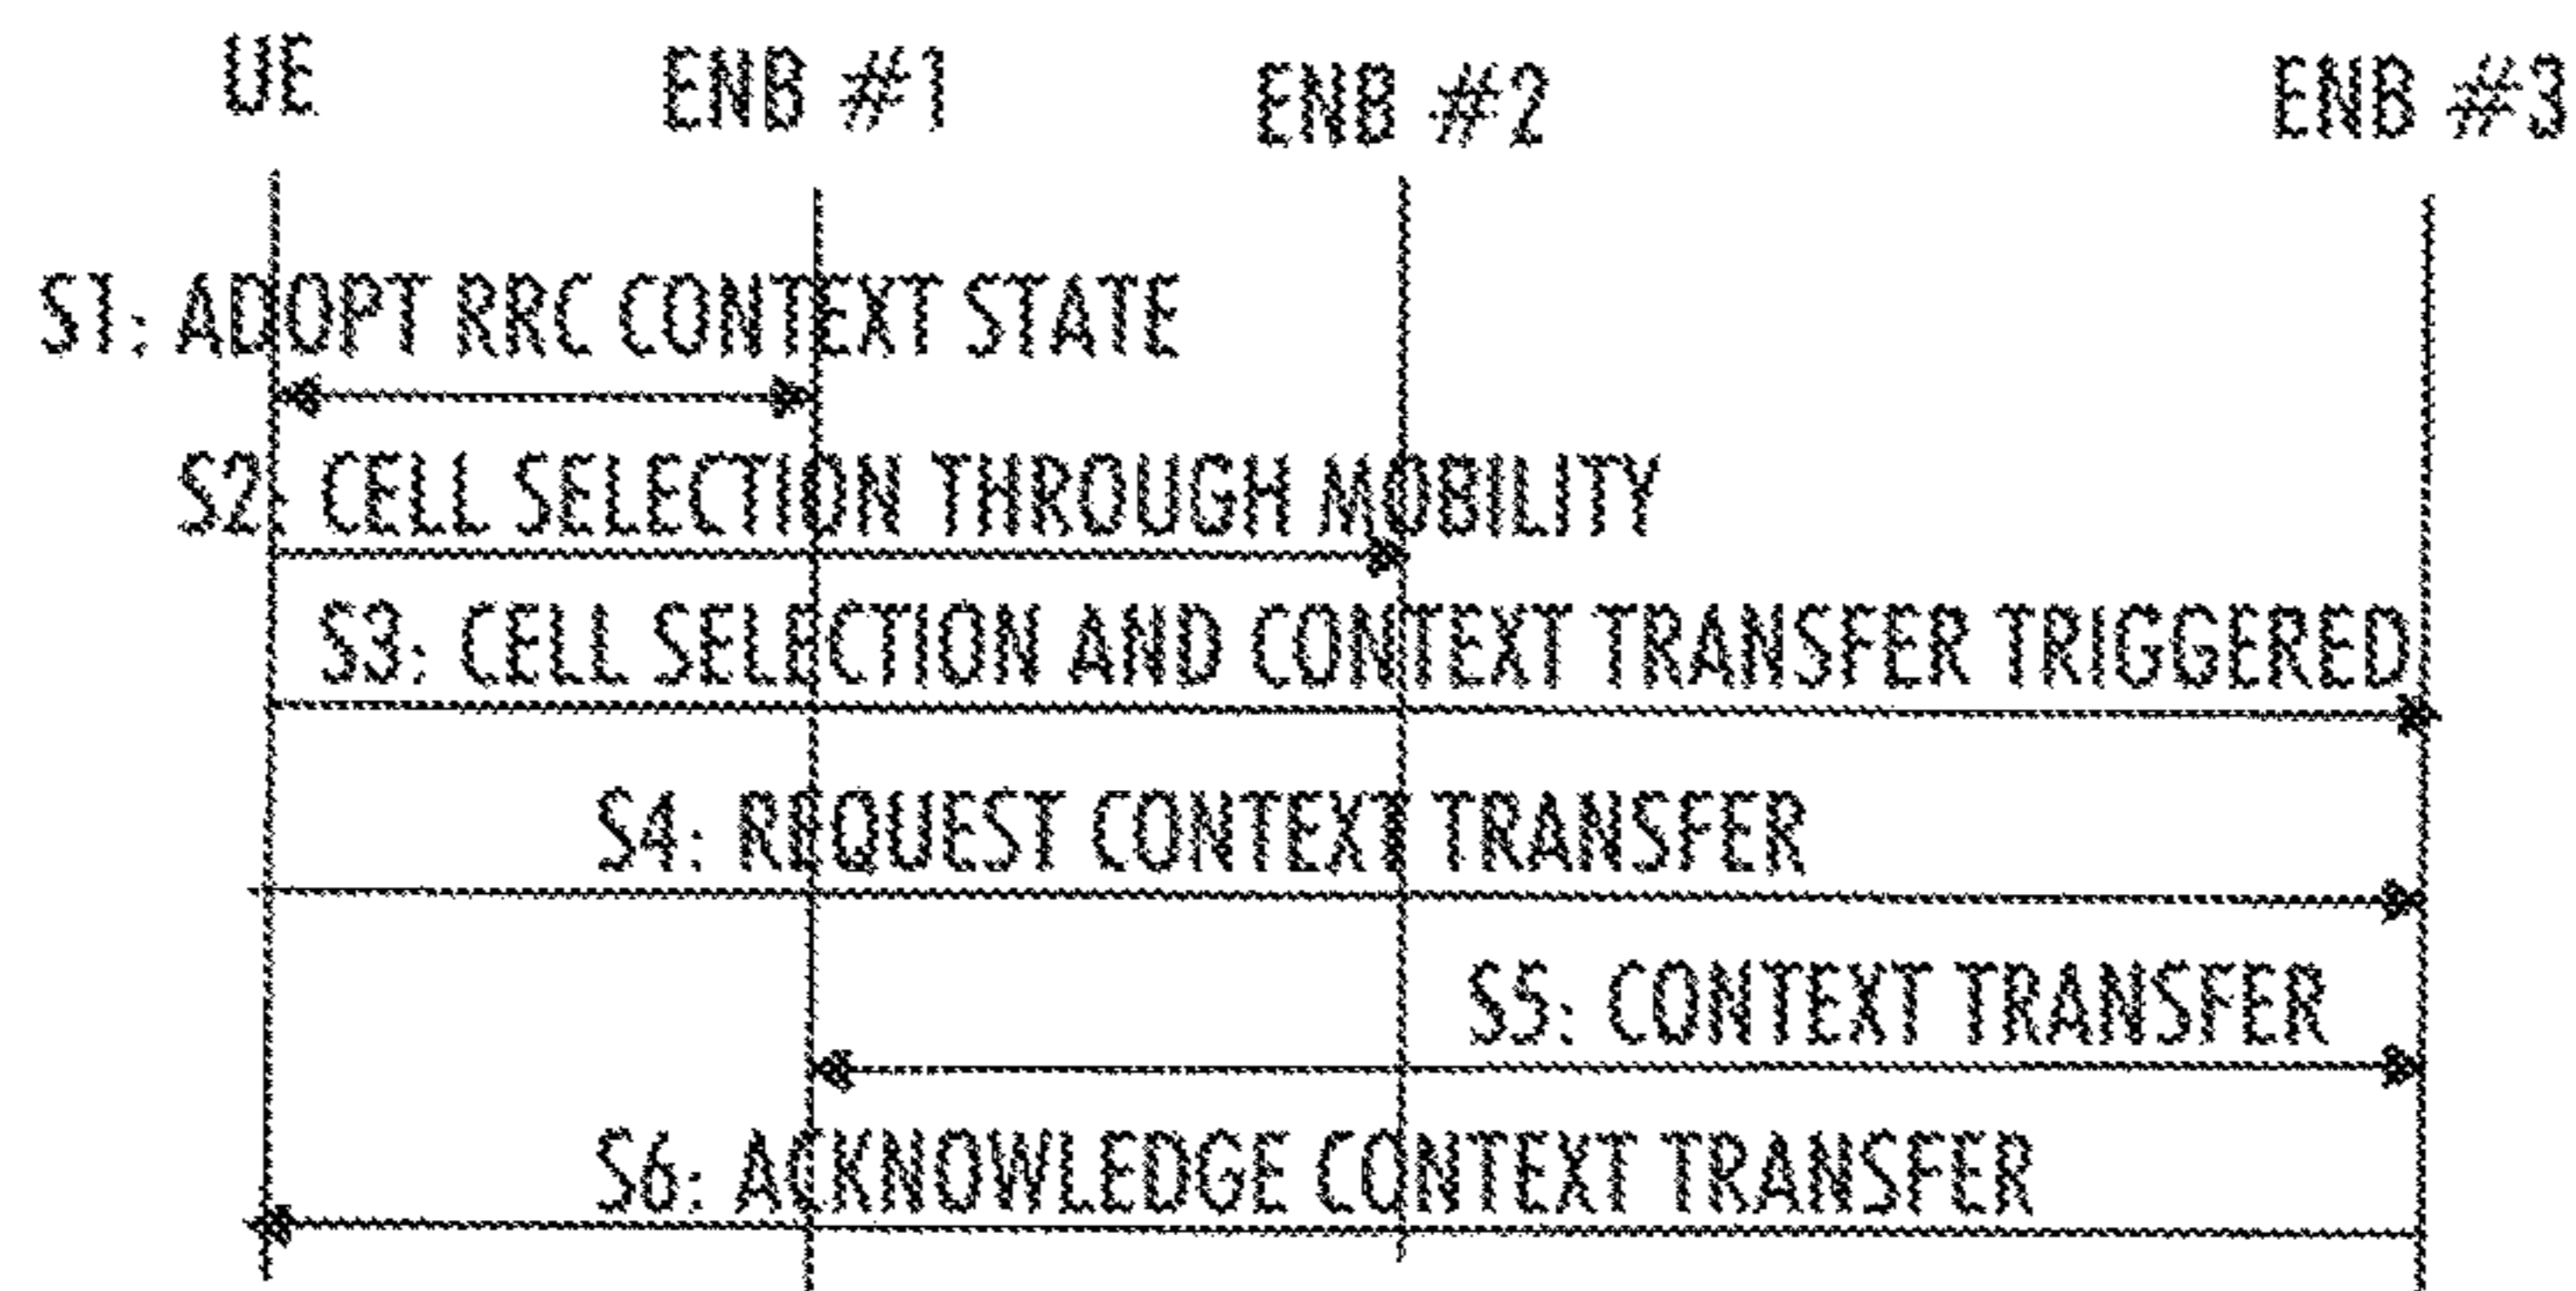 UE ENB #1 ENB #2 ENB #3
S1: ADOPT RRC CONTEXT STATE
S2: CELL SELECTION THROUGH MOBILITY
S3: CELL SELECTION AND CONTEXT TRANSFER TRIGGERED
S4: REQUEST CONTEXT TRANSFER
S5: CONTEXT TRANSFER
S6: ACKNOWLEDGE CONTEXT TRANSFER